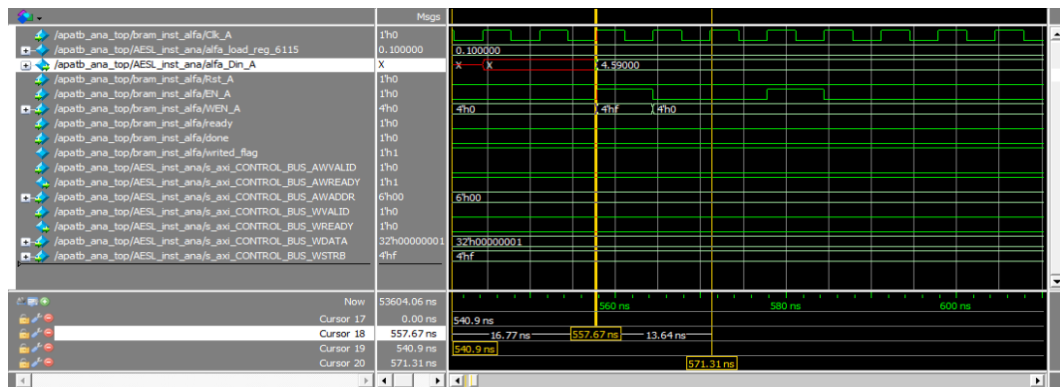 Msgs
/apatb_ana_top/bram_inst_alfa/Clk_A 1'h0
/apatb_ana_top/AESL_inst_ana/alfa_load_reg_6115 0.100000 0.100000
/apatb_ana_top/AESL_inst_ana/alfa_Din_A X X X 4.59000
/apatb_ana_top/bram_inst_alfa/Rst_A 1'h0
/apatb_ana_top/bram_inst_alfa/EN_A 1'h0
/apatb_ana_top/bram_inst_alfa/WEN_A 4'h0 4'h0 4'hf 4'h0
/apatb_ana_top/bram_inst_alfa/ready 1'h0
/apatb_ana_top/bram_inst_alfa/done 1'h0
/apatb_ana_top/bram_inst_alfa/writed_flag 1'h1
/apatb_ana_top/AESL_inst_ana/s_axi_CONTROL_BUS_AWVALID 1'h0
/apatb_ana_top/AESL_inst_ana/s_axi_CONTROL_BUS_AWREADY 1'h1
/apatb_ana_top/AESL_inst_ana/s_axi_CONTROL_BUS_AWADDR 6'h00 6'h00
/apatb_ana_top/AESL_inst_ana/s_axi_CONTROL_BUS_WVALID 1'h0
/apatb_ana_top/AESL_inst_ana/s_axi_CONTROL_BUS_WREADY 1'h0
/apatb_ana_top/AESL_inst_ana/s_axi_CONTROL_BUS_WDATA 32'h00000001 32'h00000001
/apatb_ana_top/AESL_inst_ana/s_axi_CONTROL_BUS_WSTRB 4'hf 4'hf
Now 53604.06 ns 560 ns 580 ns 600 ns
Cursor 17 0.00 ns 540.9 ns
Cursor 18 557.67 ns 16.77 ns 557.67 ns 13.64 ns
Cursor 19 540.9 ns 540.9 ns
Cursor 20 571.31 ns 571.31 ns